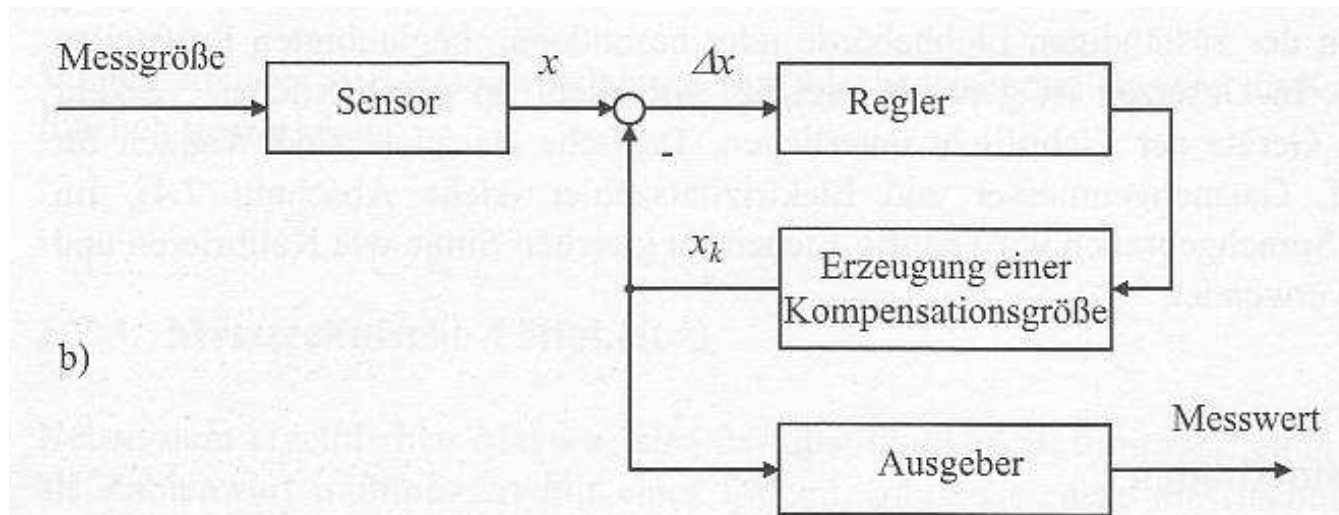 Messgröße
Sensor
x
Δx
Regler
-
x_k
Erzeugung einer
Kompensationsgröße
b)
Messwert
Ausgeber